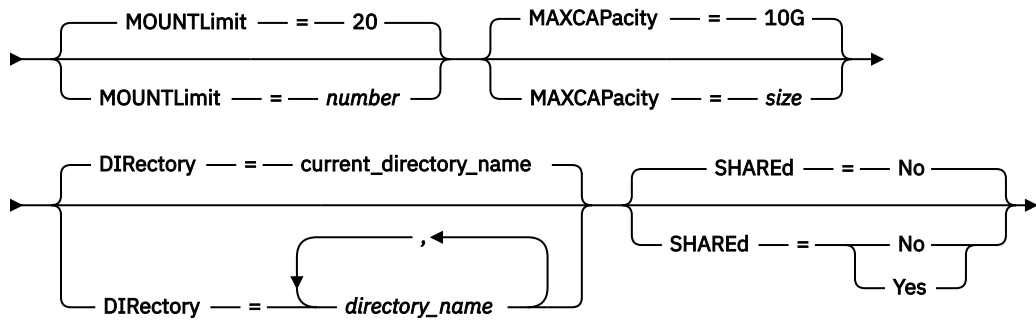 MOUNTLimit = 20 MAXCAPacity = 10G
MOUNTLimit = number MAXCAPacity = size
DIRectory = current_directory_name SHAREd = No
, SHAREd = No
Yes
DIRectory = directory_name